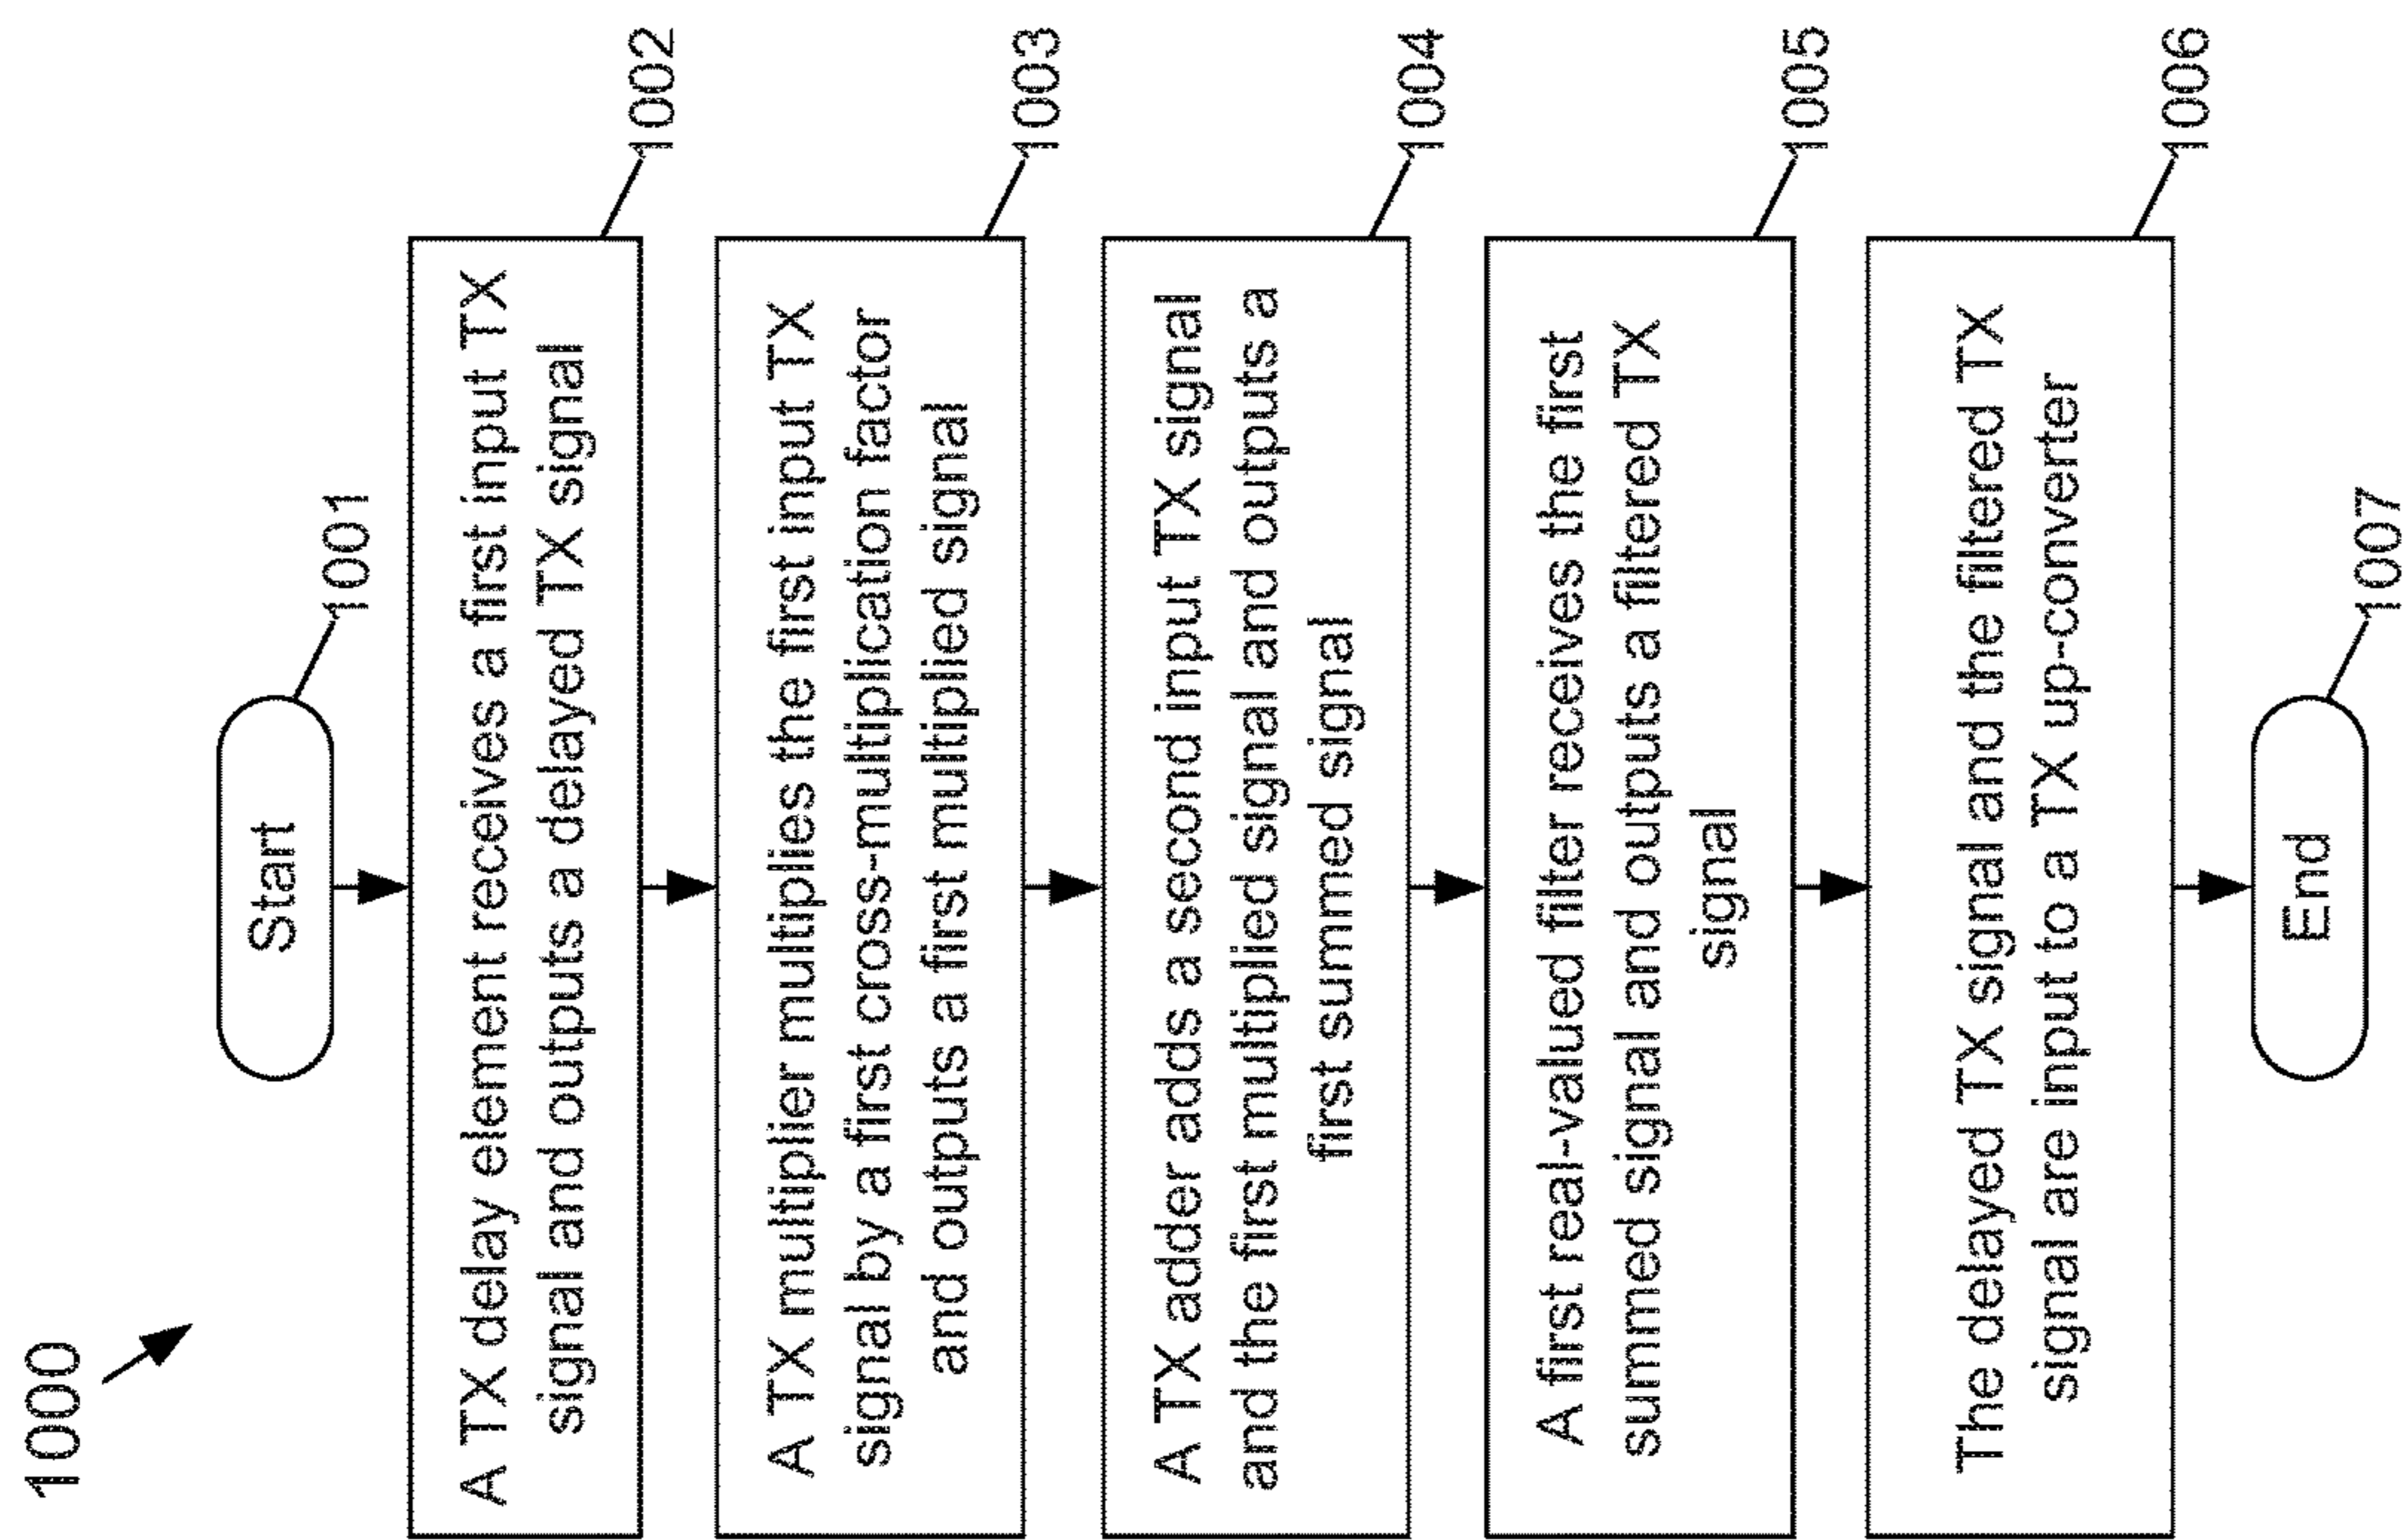 1000
Start
1001
A TX delay element receives a first input TX
signal and outputs a delayed TX signal
1002
A TX multiplier multiplies the first input TX
signal by a first cross-multiplication factor
and outputs a first multiplied signal
1003
A TX adder adds a second input TX signal
and the first multiplied signal and outputs a
first summed signal
1004
A first real-valued filter receives the first
summed signal and outputs a filtered TX
signal
1005
The delayed TX signal and the filtered TX
signal are input to a TX up-converter
1006
End
1007